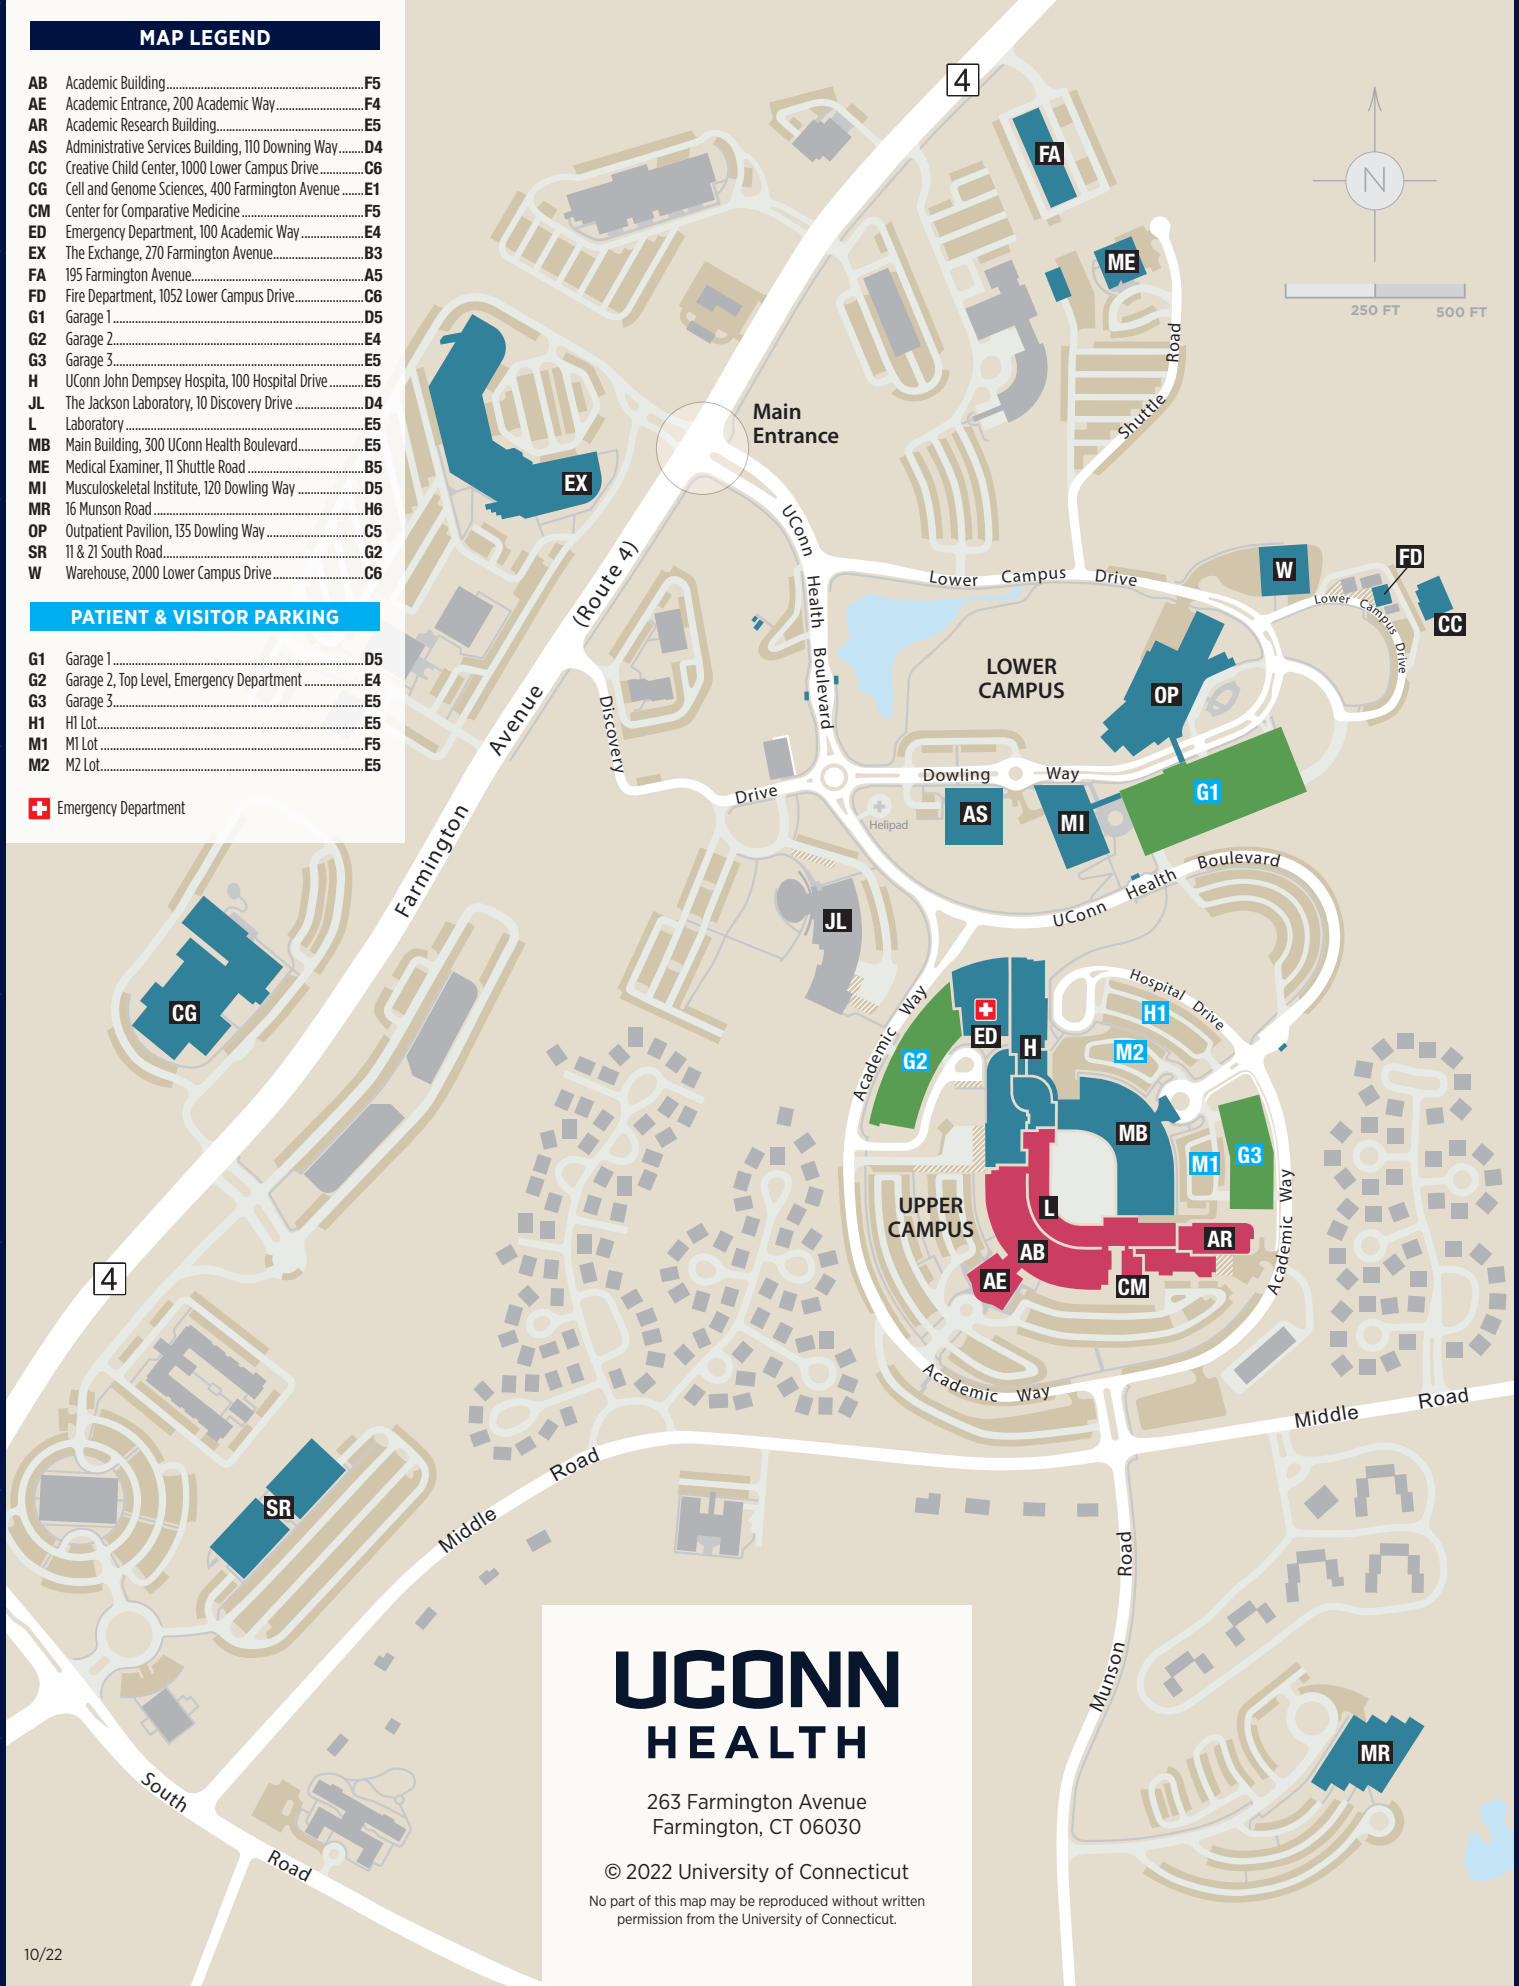 MAP LEGEND
AB Academic Building F5
AE Academic Entrance, 200 Academic Way F4
AR Academic Research Building E5
AS Administrative Services Building, 110 Downing Way D4
CC Creative Child Center, 1000 Lower Campus Drive C6
CG Cell and Genome Sciences, 400 Farmington Avenue E1
CM Center for Comparative Medicine F5
ED Emergency Department, 100 Academic Way E4
EX The Exchange, 270 Farmington Avenue B3
FA 195 Farmington Avenue A5
FD Fire Department, 1052 Lower Campus Drive C6
G1 Garage 1 D5
G2 Garage 2 E4
G3 Garage 3 E5
H UConn John Dempsey Hospita, 100 Hospital Drive E5
JL The Jackson Laboratory, 10 Discovery Drive D4
L Laboratory E5
MB Main Building, 300 UConn Health Boulevard E5
ME Medical Examiner, 11 Shuttle Road B5
MI Musculoskeletal Institute, 120 Dowling Way D5
MR 16 Munson Road H6
OP Outpatient Pavilion, 135 Dowling Way C5
SR 11 & 21 South Road G2
W Warehouse, 2000 Lower Campus Drive C6
PATIENT & VISITOR PARKING
G1 Garage 1 D5
G2 Garage 2, Top Level, Emergency Department E4
G3 Garage 3 E5
H1 H1 Lot E5
M1 M1 Lot F5
M2 M2 Lot E5
Emergency Department
4
FA
ME
N
250 FT 500 FT
Shuttle Road
Main
Entrance
EX
UConn Health Boulevard
Lower Campus Drive
W
FD
Lower Campus Drive
CC
Farmington Avenue (Route 4)
LOWER
CAMPUS
OP
Discovery Drive
Dowling Way
G1
AS
MI
Helipad
UConn Health Boulevard
JL
CG
Hospital Drive
H1
M2
Academic Way
ED
H
G2
MB
M1
G3
UPPER
CAMPUS
L
AB
AR
AE
CM
Academic Way
Academic Way
4
Middle Road
Middle Road
SR
Munson Road
MR
South Road
UCONN
HEALTH
263 Farmington Avenue
Farmington, CT 06030
© 2022 University of Connecticut
No part of this map may be reproduced without written
permission from the University of Connecticut.
10/22